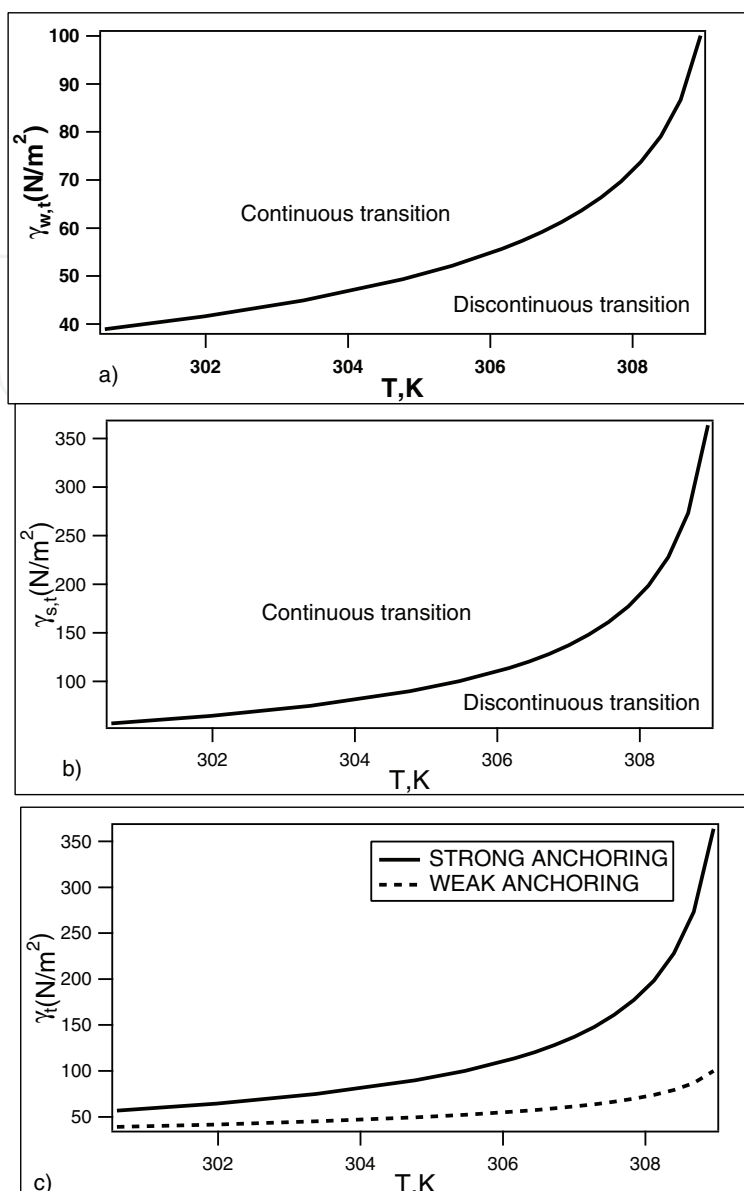 100
90
80
70
60
50
40
γw,t(N/m2)
Continuous transition
Discontinuous transition
302 304 306 308
a)
T,K
350
300
250
200
150
100
γs,t(N/m2)
Continuous transition
Discontinuous transition
302 304 306 308
b)
T,K
350
300
250
200
150
100
50
γt(N/m2)
STRONG ANCHORING
WEAK ANCHORING
302 304 306 308
c)
T,K